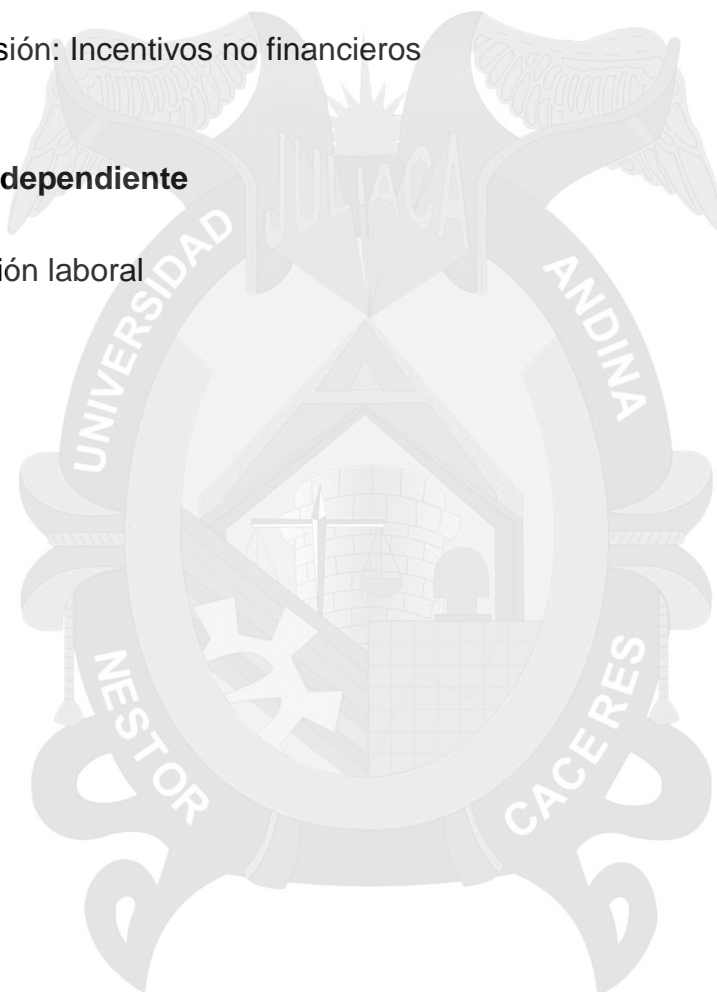 sión: Incentivos no financieros
dependiente
ión laboral
JULIACA
UNIVERSIDAD
ANDINA
NESTOR
CACERES